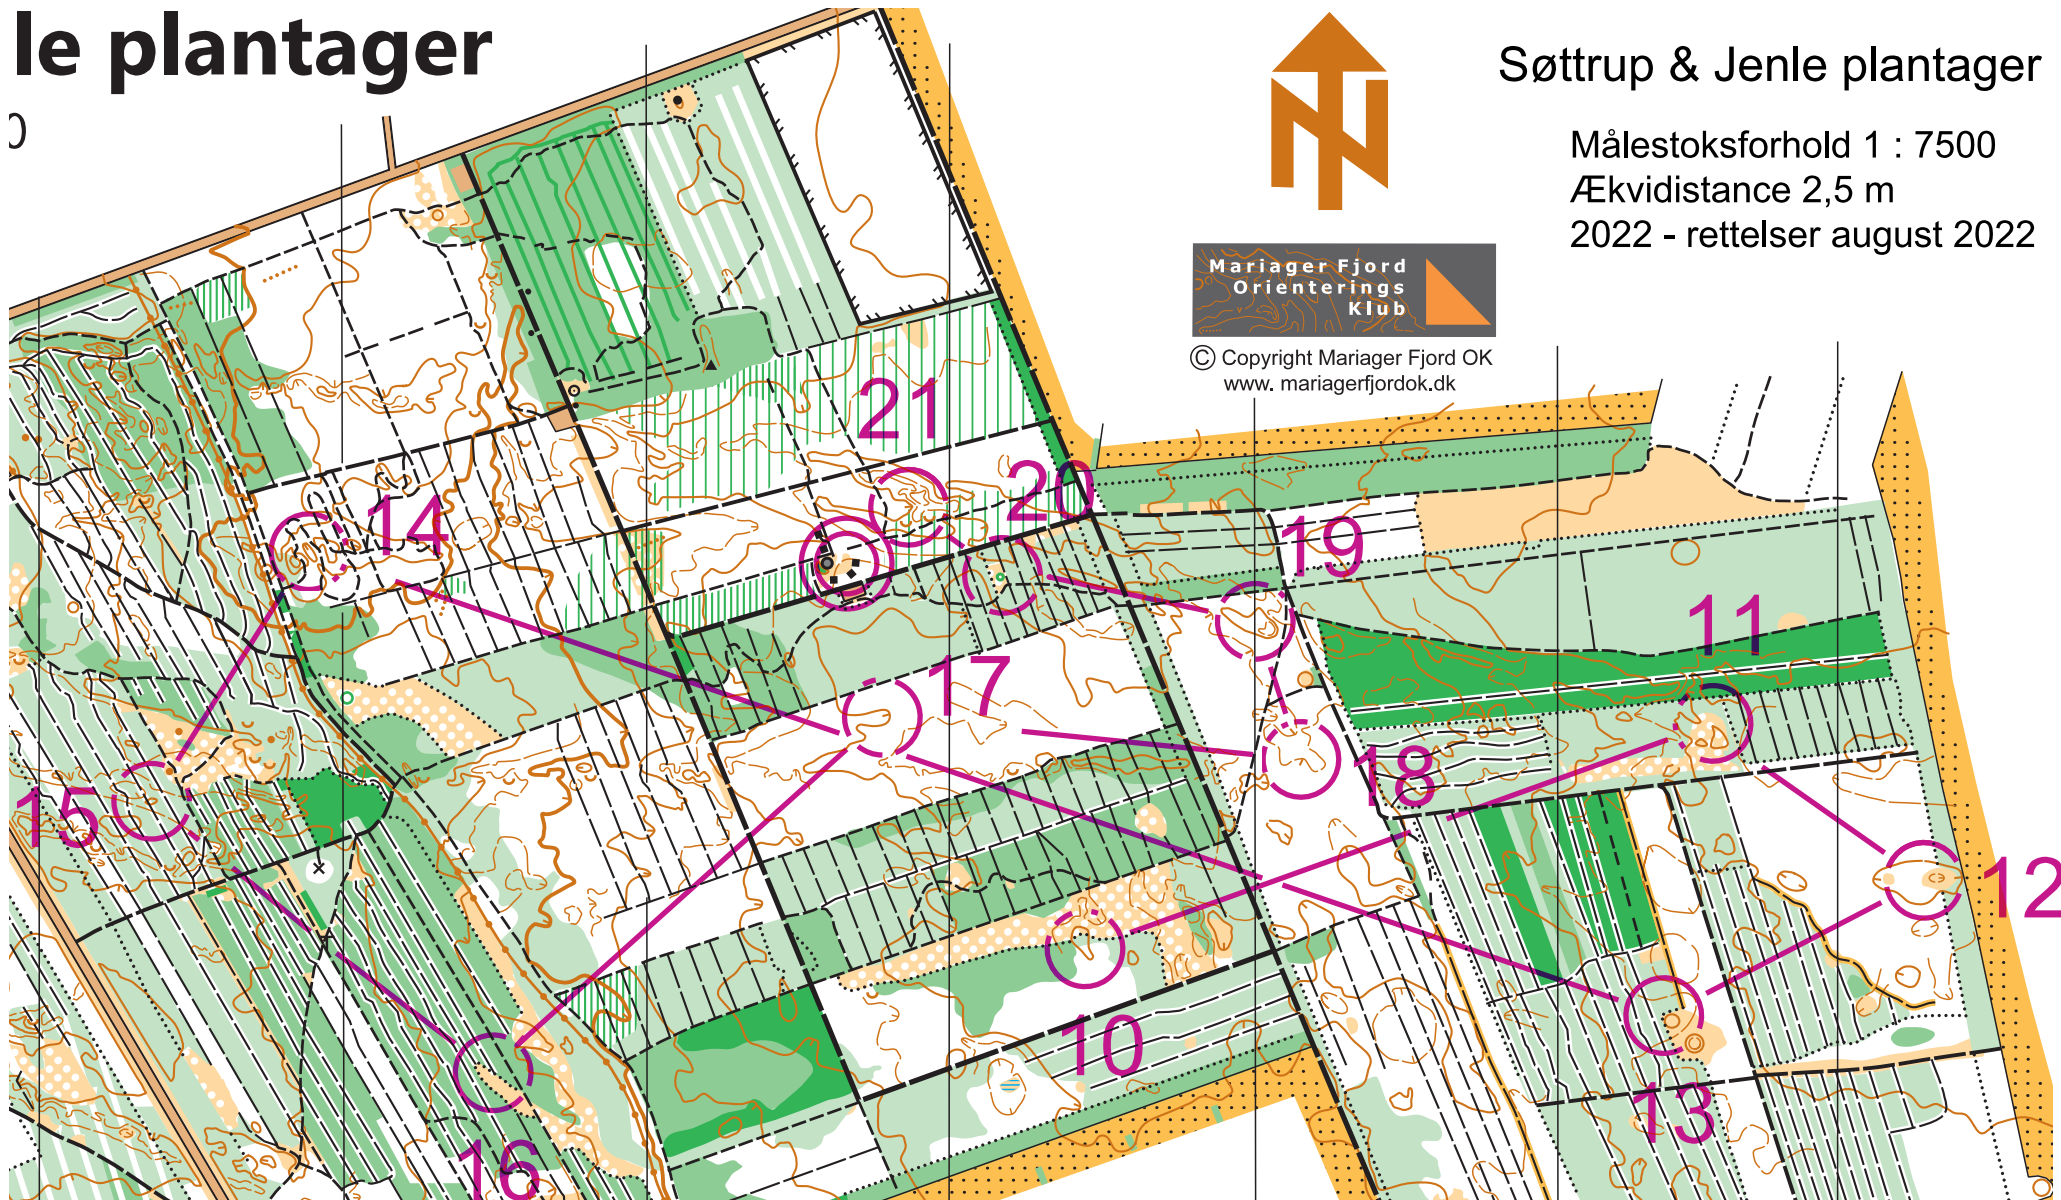 le plantager
0
Søttrup & Jenle plantager
Målestoksforhold 1 : 7500
Ækvidistance 2,5 m
2022 - rettelser august 2022
Mariager Fjord
Orienterings
Klub
© Copyright Mariager Fjord OK
www. mariagerfjordok.dk
21
20
14
19
11
17
18
15
12
10
13
16